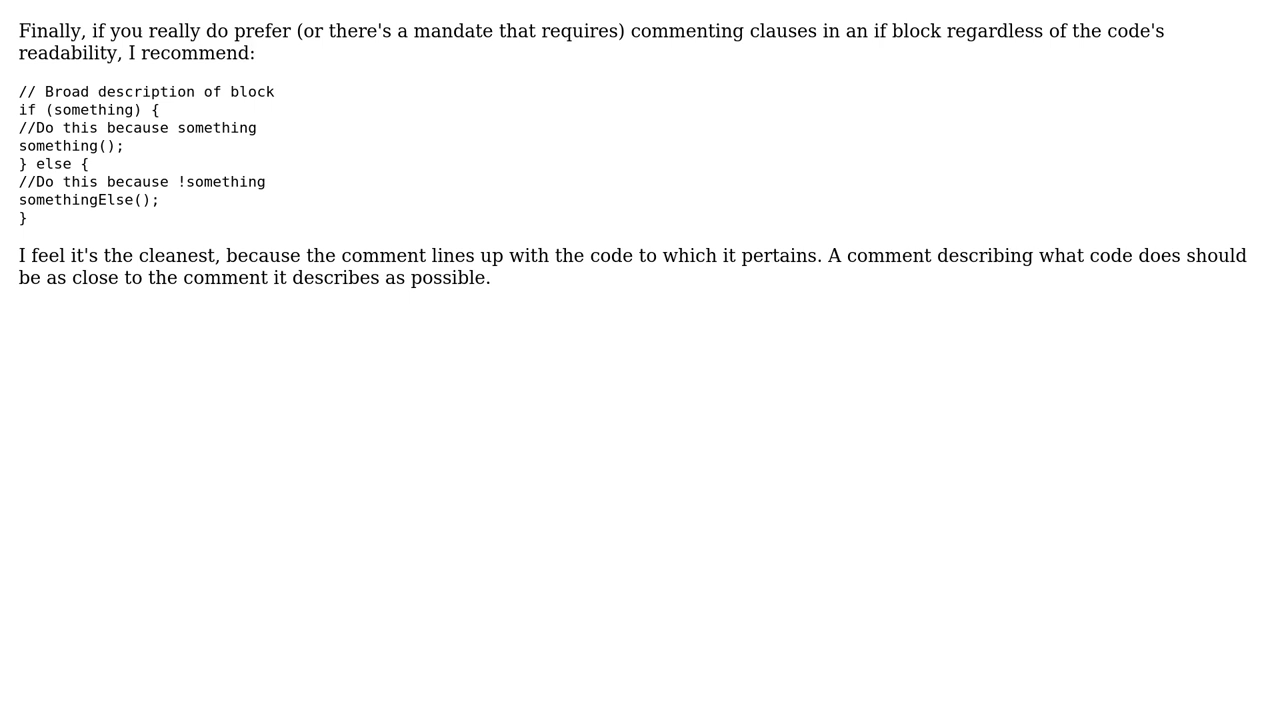 Finally, if you really do prefer (or there's a mandate that requires) commenting clauses in an if block regardless of the code's
readability, I recommend:
// Broad description of block
if (something) {
//Do this because something
something();
} else {
//Do this because !something
somethingElse();
}
I feel it's the cleanest, because the comment lines up with the code to which it pertains. A comment describing what code does should
be as close to the comment it describes as possible.